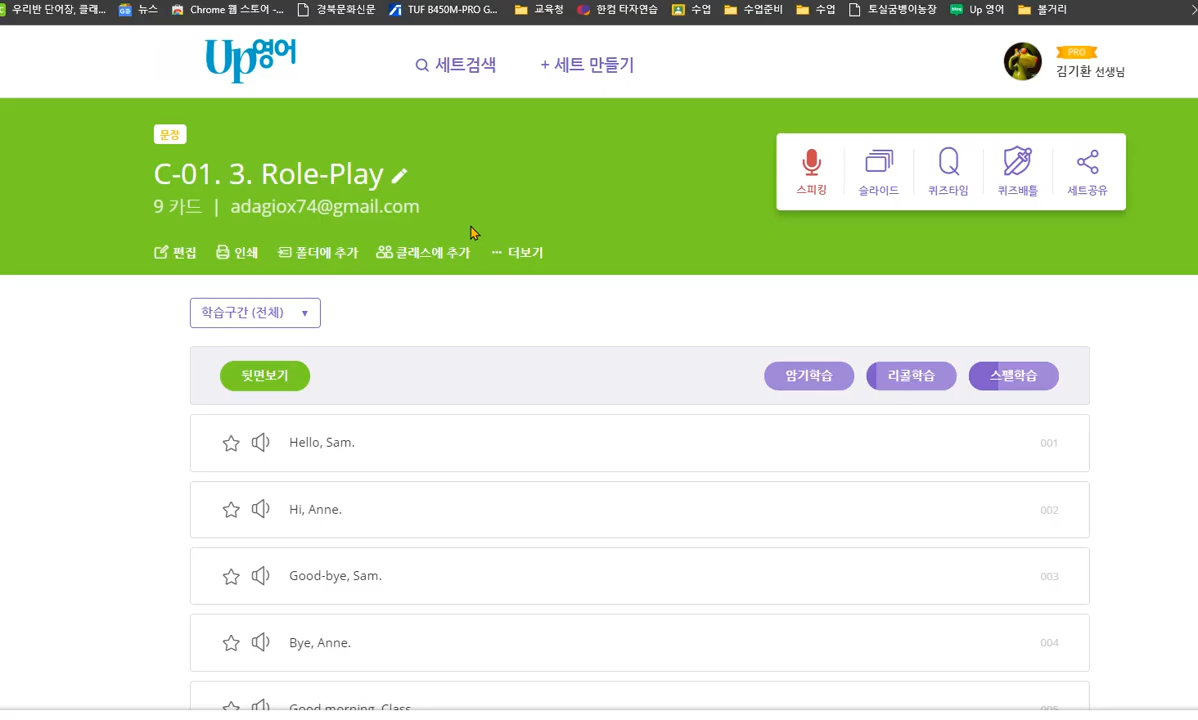 우리반 단어장, 클래... 뉴스 Chrome 웹 스토어 -... 경북문화신문 TUF B450M-PRO G... 교육청 한컴 타자연습 수업 수업준비 수업 토실굼벵이농장 Up 영어 볼거리
Up영어
세트검색
+ 세트 만들기
PRO
김기환 선생님
문장
C-01. 3. Role-Play
9 카드 | adagiox74@gmail.com
편집 인쇄 폴더에 추가 클래스에 추가 ··· 더보기
스피킹 슬라이드 퀴즈타임 퀴즈배틀 세트공유
학습구간 (전체) ▼
뒷면보기 암기학습 리콜학습 스펠학습
Hello, Sam. 001
Hi, Anne. 002
Good-bye, Sam. 003
Bye, Anne. 004
Good morning, Class. 005